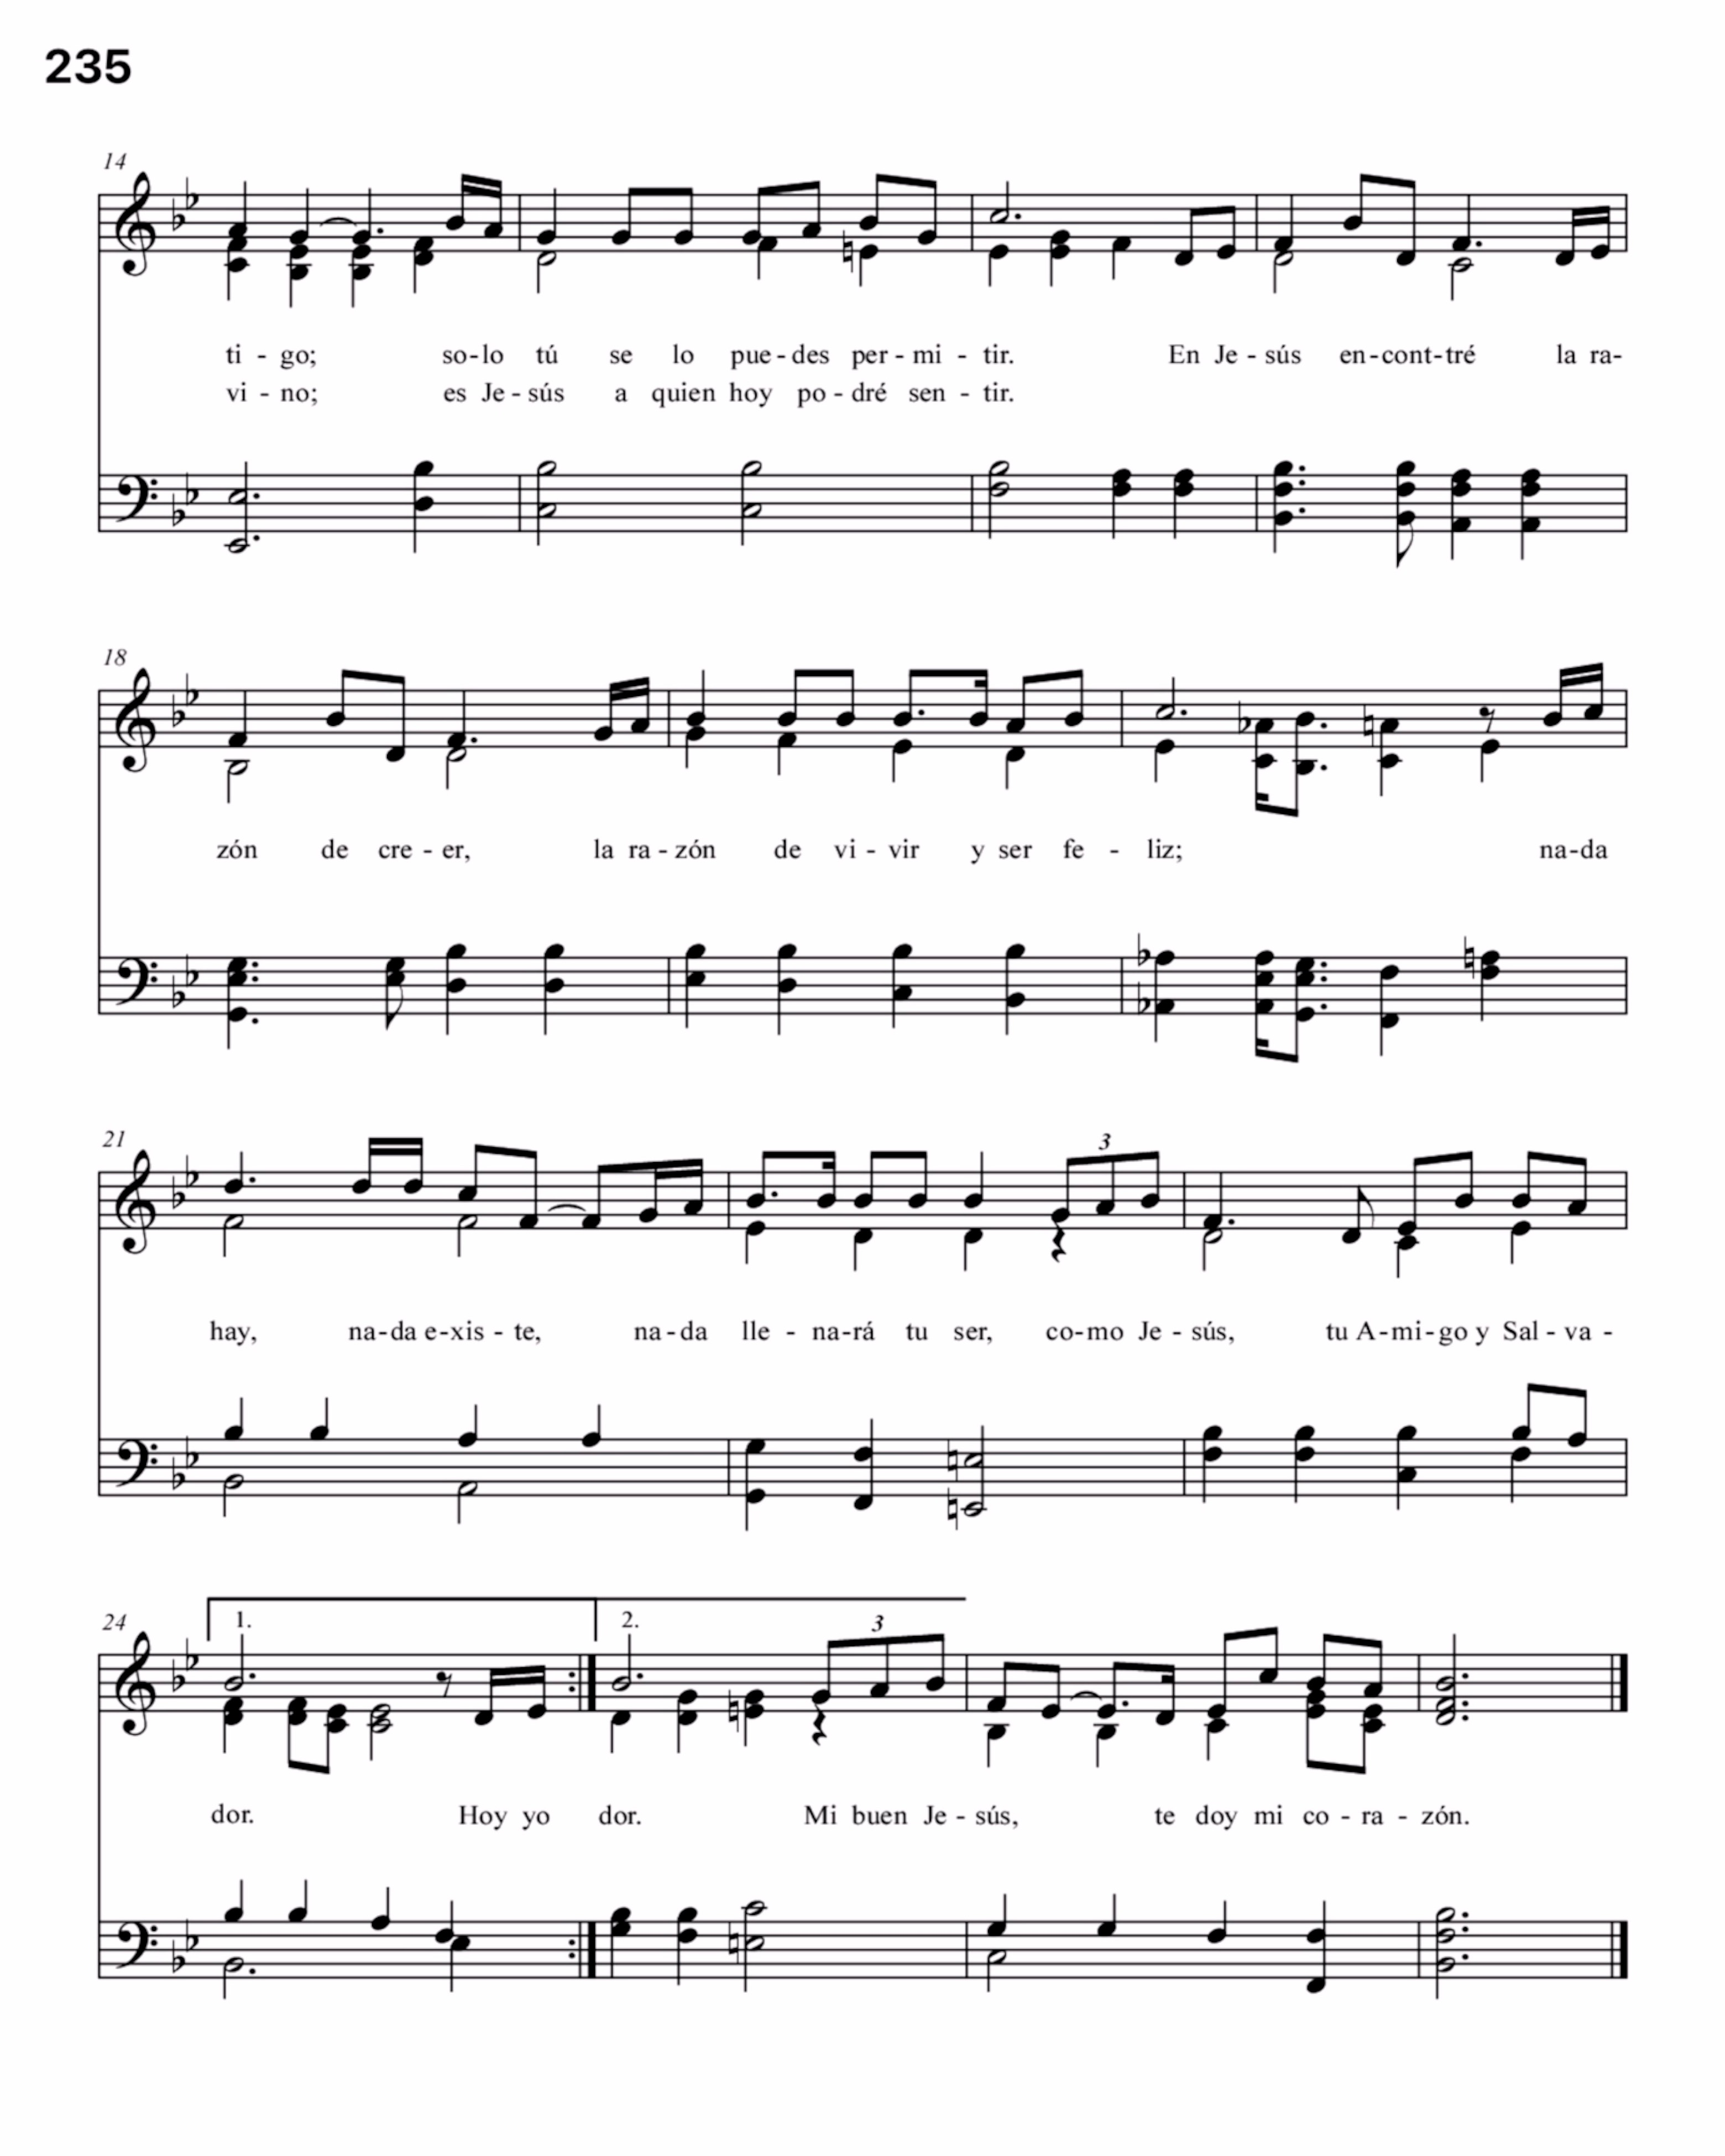 235
14
ti - go; so-lo tú se lo pue-des per-mi - tir. En Je - sús en-cont-tré la ra-
vi - no; es Je-sús a quien hoy po - dré sen - tir.
18
zón de cre - er, la ra - zón de vi - vir y ser fe - liz; na-da
21
3
hay, na-da e-xis - te, na-da lle - na-rá tu ser, co-mo Je - sús, tu A-mi-go y Sal - va -
24
1. 2. 3
dor. Hoy yo dor. Mi buen Je - sús, te doy mi co - ra - zón.